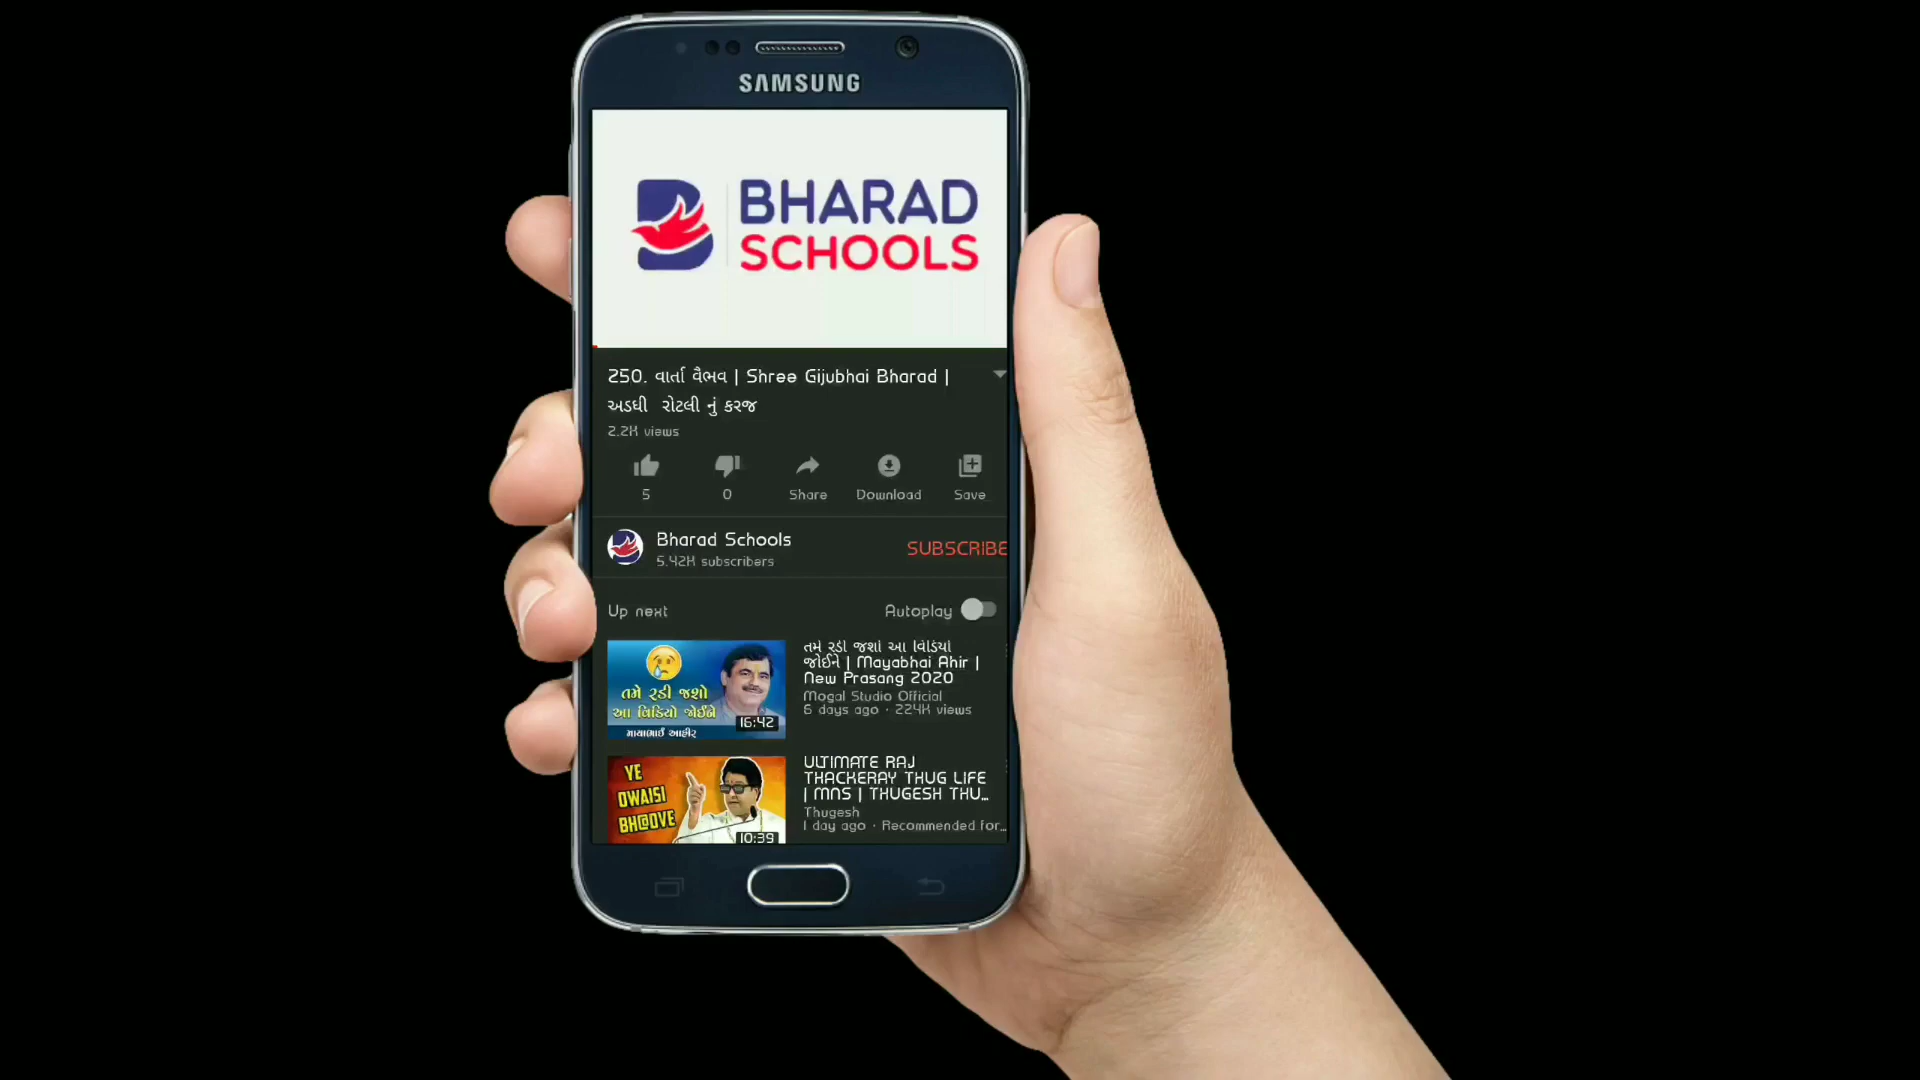 SAMSUNG
BHARAD
SCHOOLS
250. વાર્તા વૈભવ | Shree Gijubhai Bharad |
અડધી રોટલી નું કરજ
2.2K views
5
0
Share
Download
Save
Bharad Schools
5.42K subscribers
SUBSCRIBE
Up next
Autoplay
તમે રડી જશો
આ વિડિયો જોઈને
માયાભાઈ આહીર
16:42
તમે રડી જશો આ વિડિયો
જોઈને | Mayabhai Ahir |
New Prasang 2020
Mogal Studio Official
6 days ago · 224K views
YE
OWAISI
BH@OVE
10:39
ULTIMATE RAJ
THACKERAY THUG LIFE
| MNS | THUGESH THU...
Thugesh
1 day ago · Recommended for...